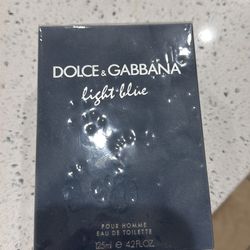 DOLCE & GABBANA
light blue
POUR HOMME
EAU DE TOILETTE
125ml ℮ 4.2FL.OZ.